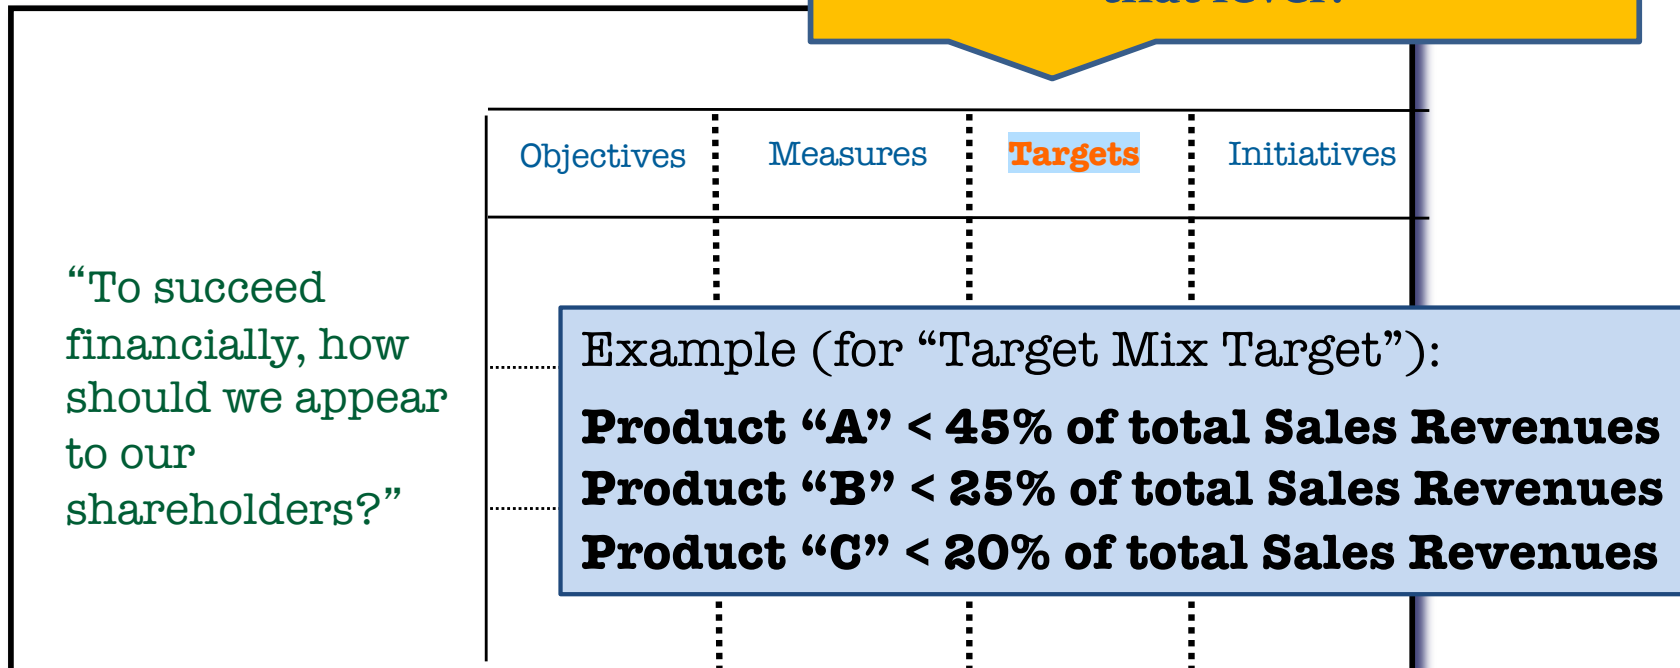 Objectives Measures Targets Initiatives
“To succeed
financially, how
should we appear
to our
shareholders?”
Example (for “Target Mix Target”):
Product “A” < 45% of total Sales Revenues
Product “B” < 25% of total Sales Revenues
Product “C” < 20% of total Sales Revenues